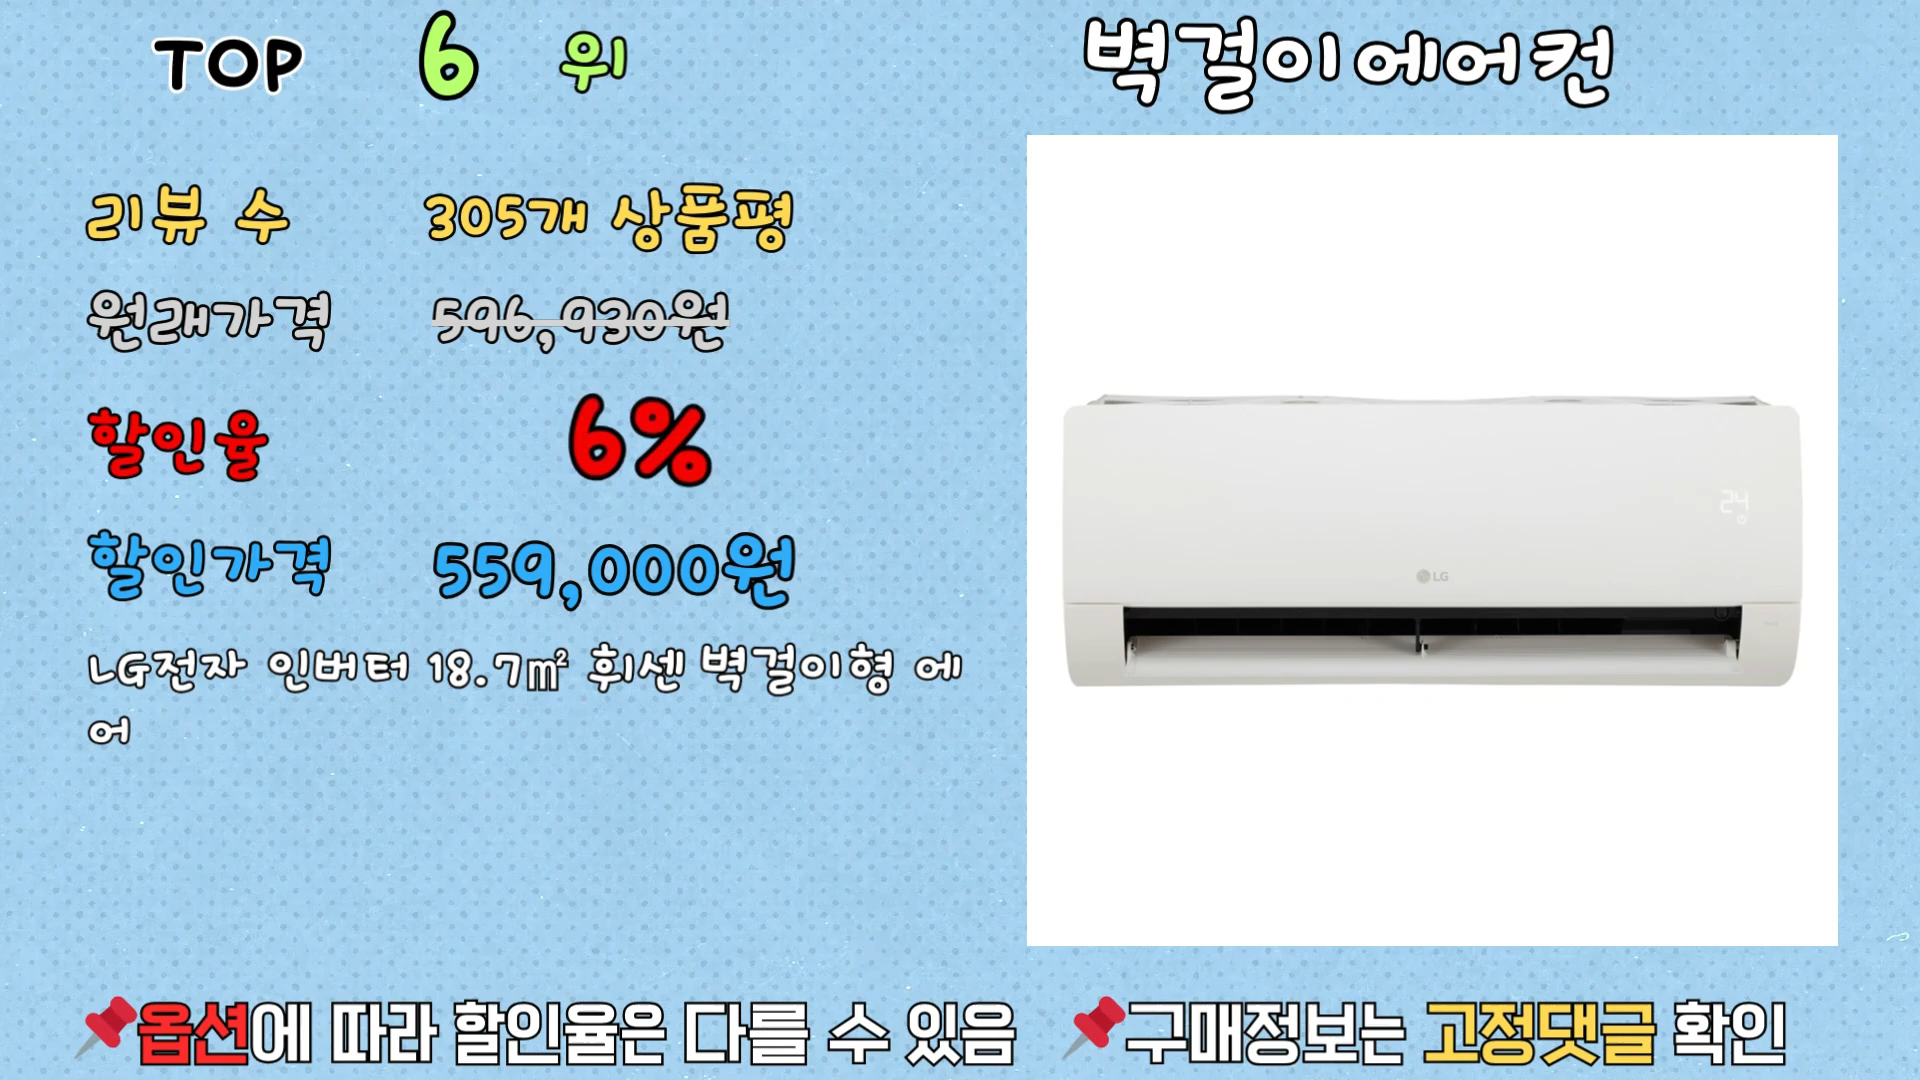 TOP 6 위
벽걸이에어컨
리뷰 수 305개 상품평
원래가격 596,930원
할인율 6%
할인가격 559,000원
LG전자 인버터 18.7㎡ 휘센 벽걸이형 에
어
24
LG
📌옵션에 따라 할인율은 다를 수 있음 📌구매정보는 고정댓글 확인